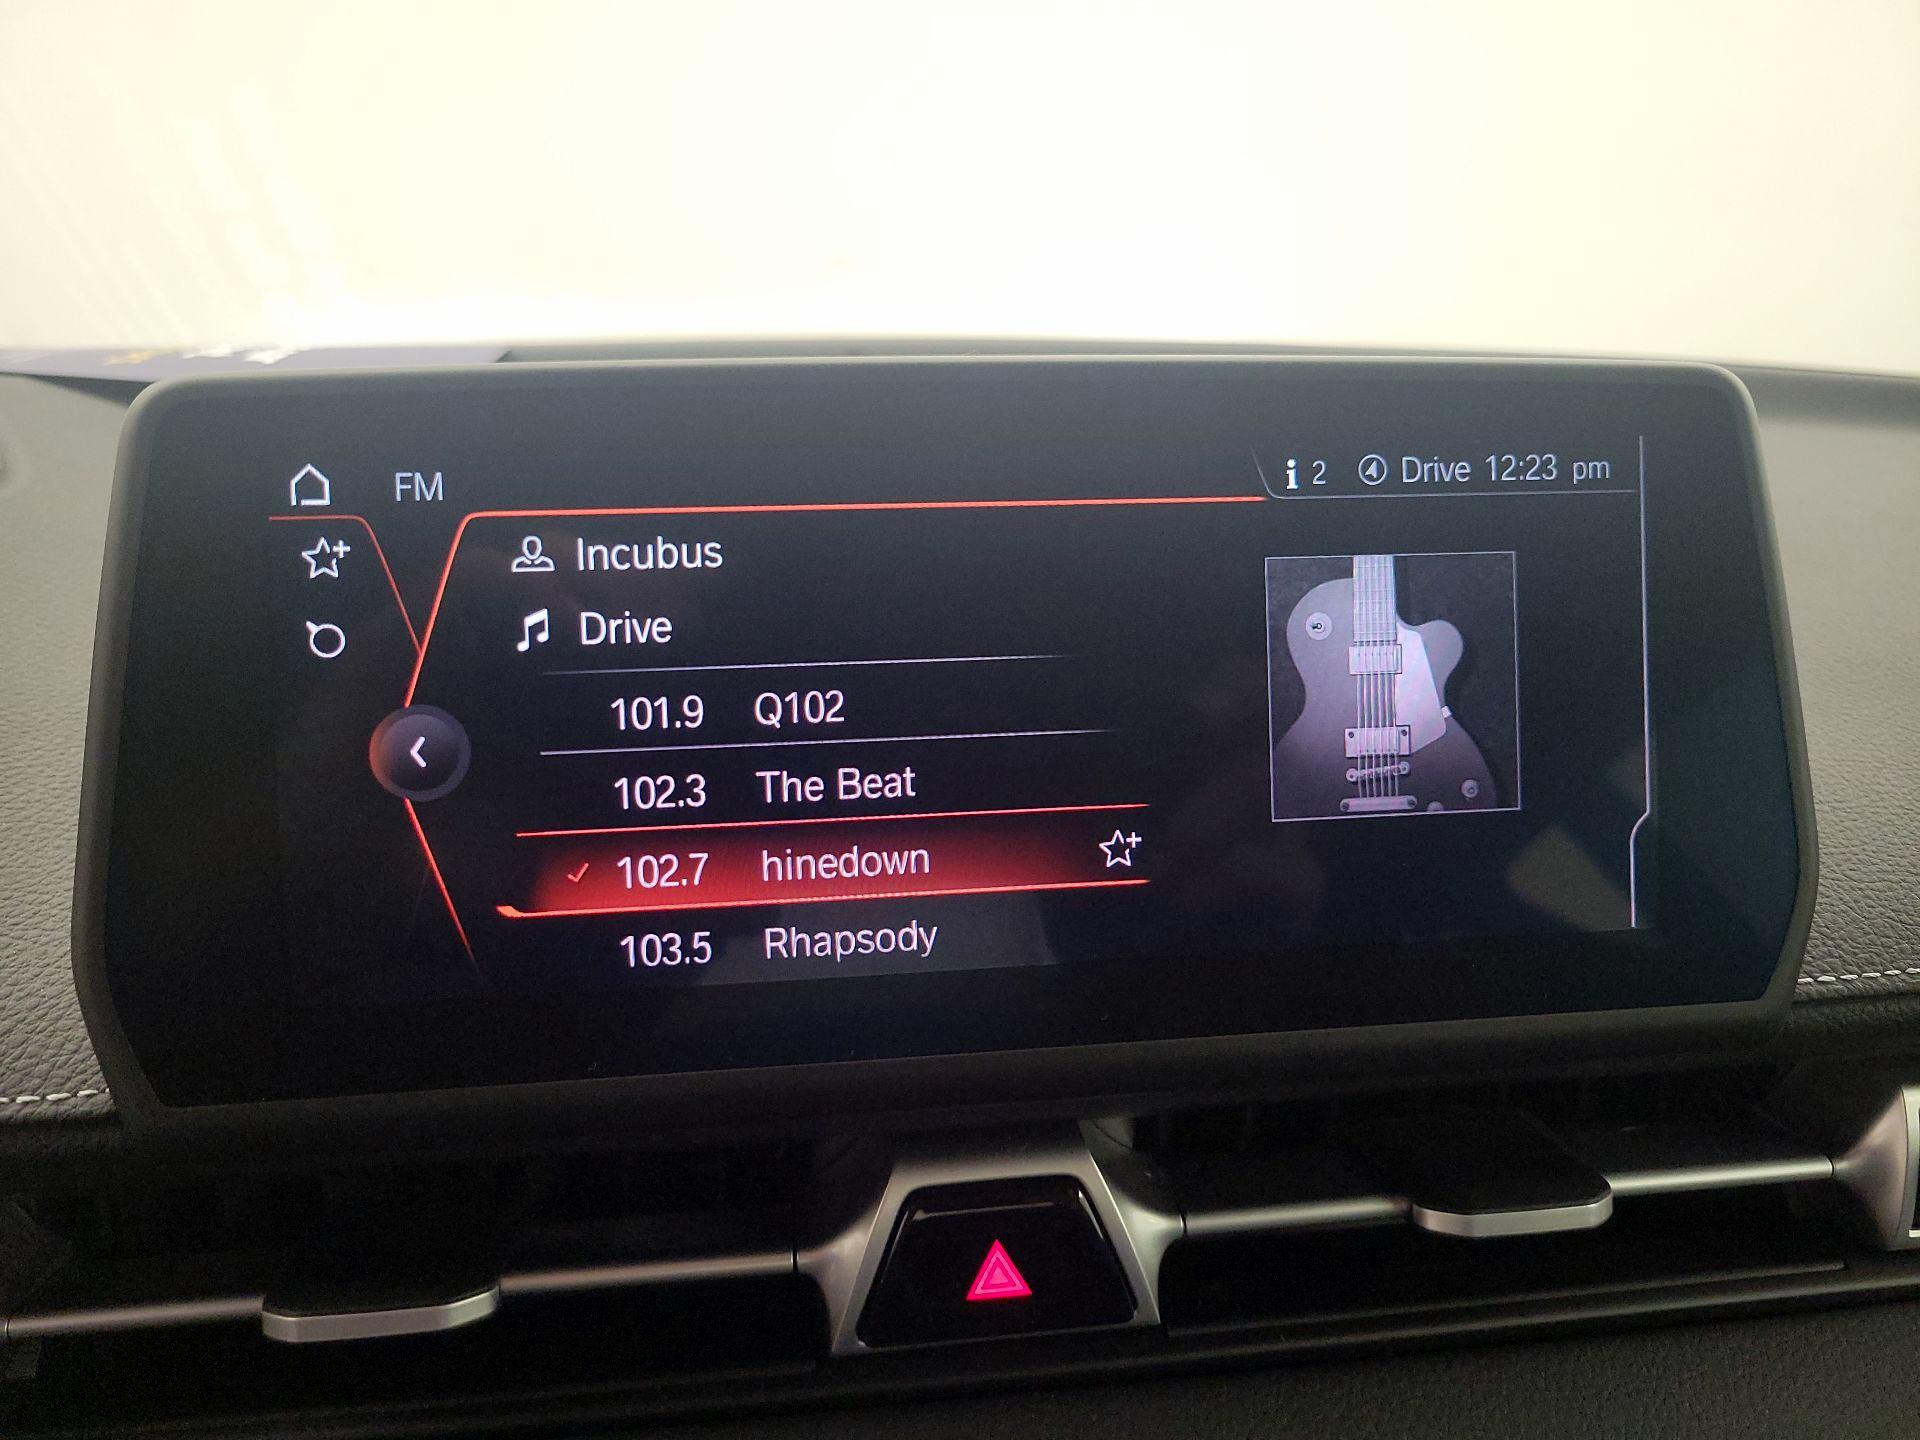 FM
i 2 Drive 12:23 pm
Incubus
Drive
101.9 Q102
102.3 The Beat
102.7 hinedown
103.5 Rhapsody